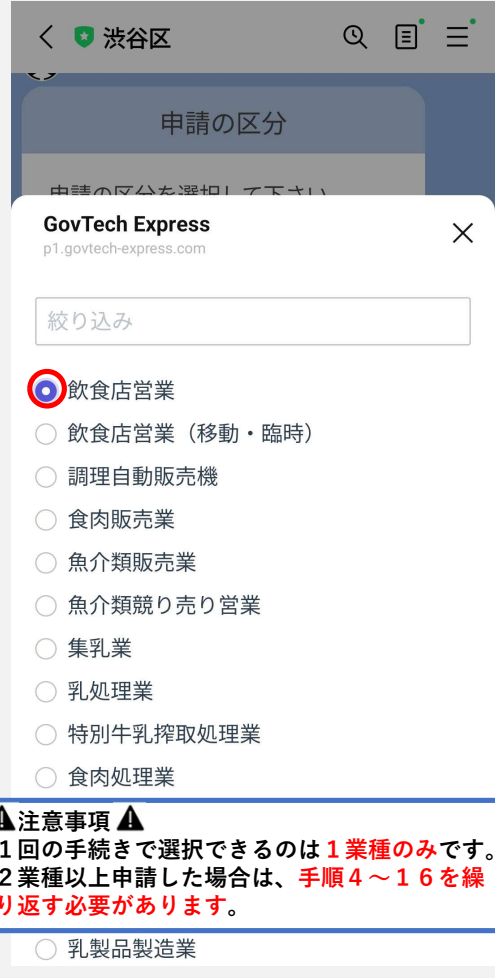 渋谷区
申請の区分
申請の区分を選択して下さい
GovTech Express
p1.govtech-express.com
絞り込み
飲食店営業
飲食店営業（移動・臨時）
調理自動販売機
食肉販売業
魚介類販売業
魚介類競り売り営業
集乳業
乳処理業
特別牛乳搾取処理業
食肉処理業
⚠注意事項⚠
１回の手続きで選択できるのは１業種のみです。
２業種以上申請した場合は、手順４～１６を繰
り返す必要があります。
乳製品製造業